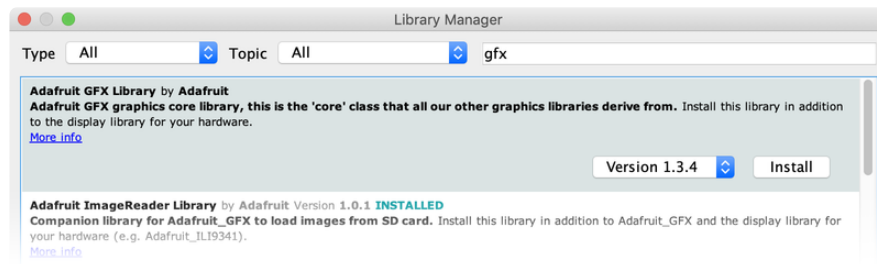 Library Manager
Type All Topic All gfx
Adafruit GFX Library by Adafruit
Adafruit GFX graphics core library, this is the 'core' class that all our other graphics libraries derive from. Install this library in addition
to the display library for your hardware.
More info
Version 1.3.4 Install
Adafruit ImageReader Library by Adafruit Version 1.0.1 INSTALLED
Companion library for Adafruit_GFX to load images from SD card. Install this library in addition to Adafruit_GFX and the display library for
your hardware (e.g. Adafruit_ILI9341).
More info